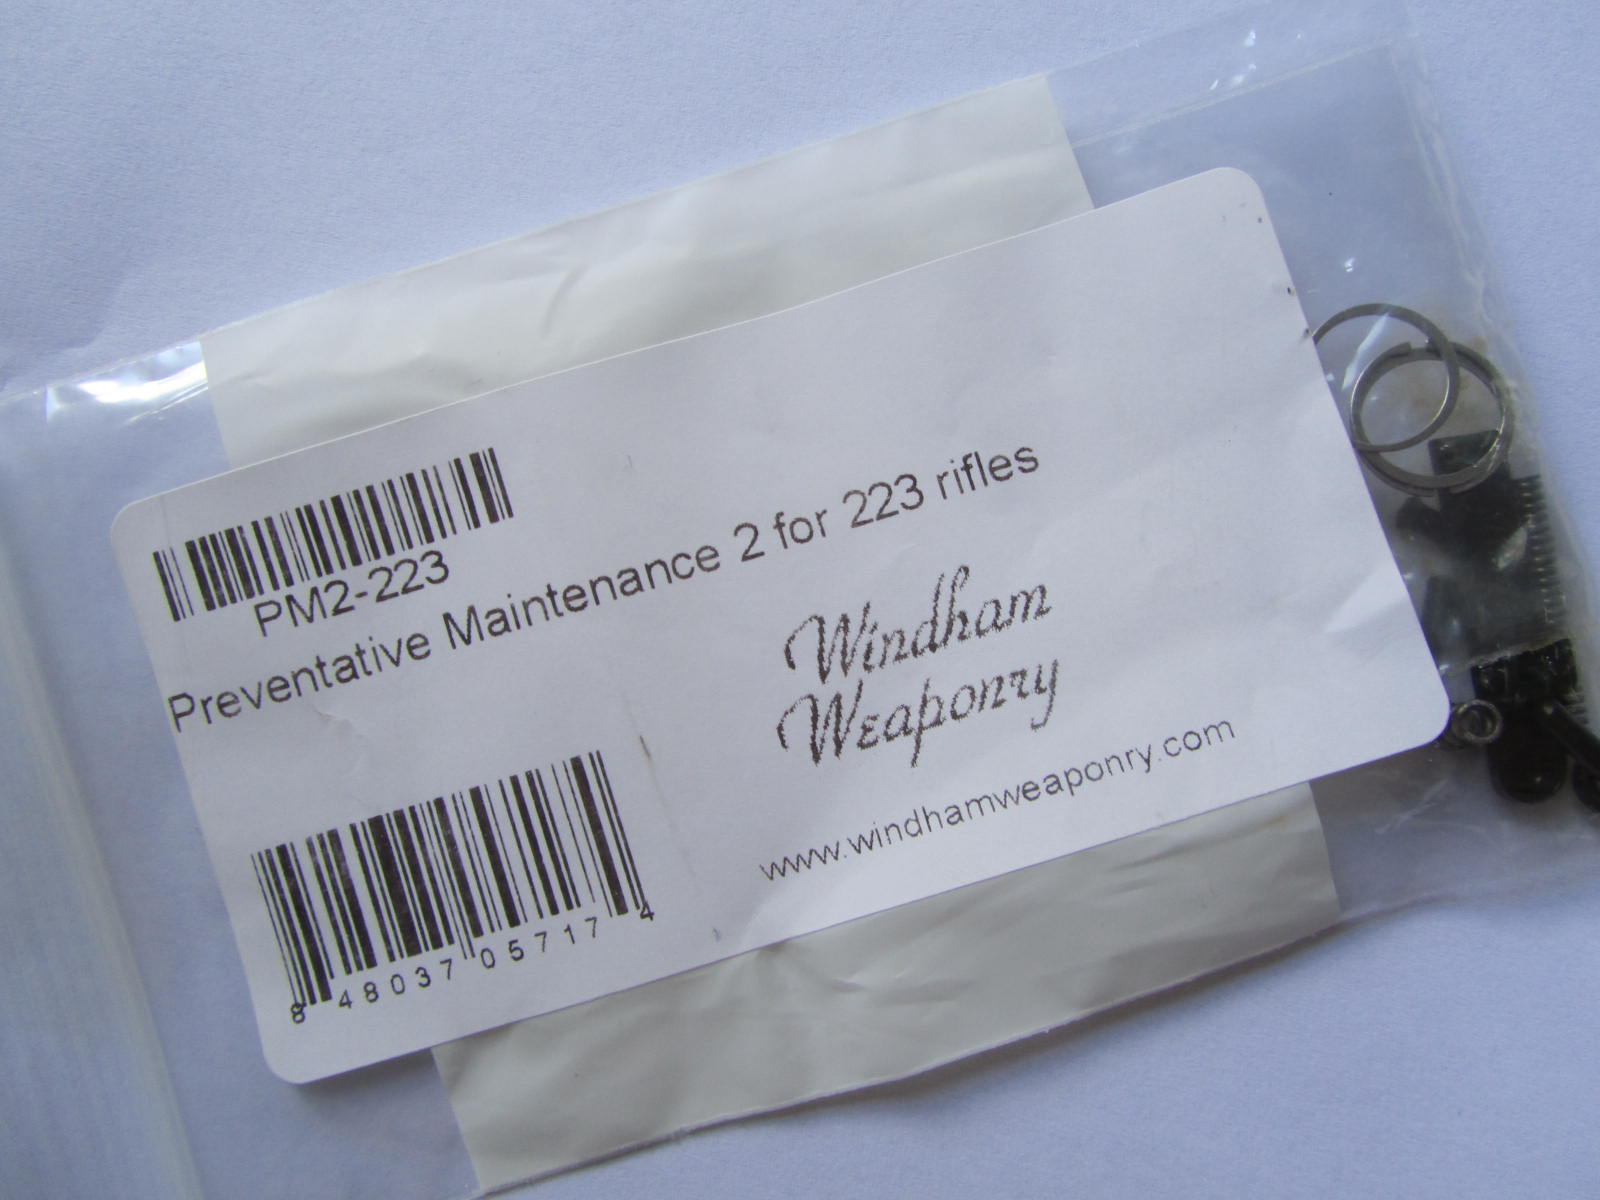 PM2-223
Preventative Maintenance 2 for 223 rifles
Windham
Weaponry
www.windhamweaponry.com
8 48037 05717 4